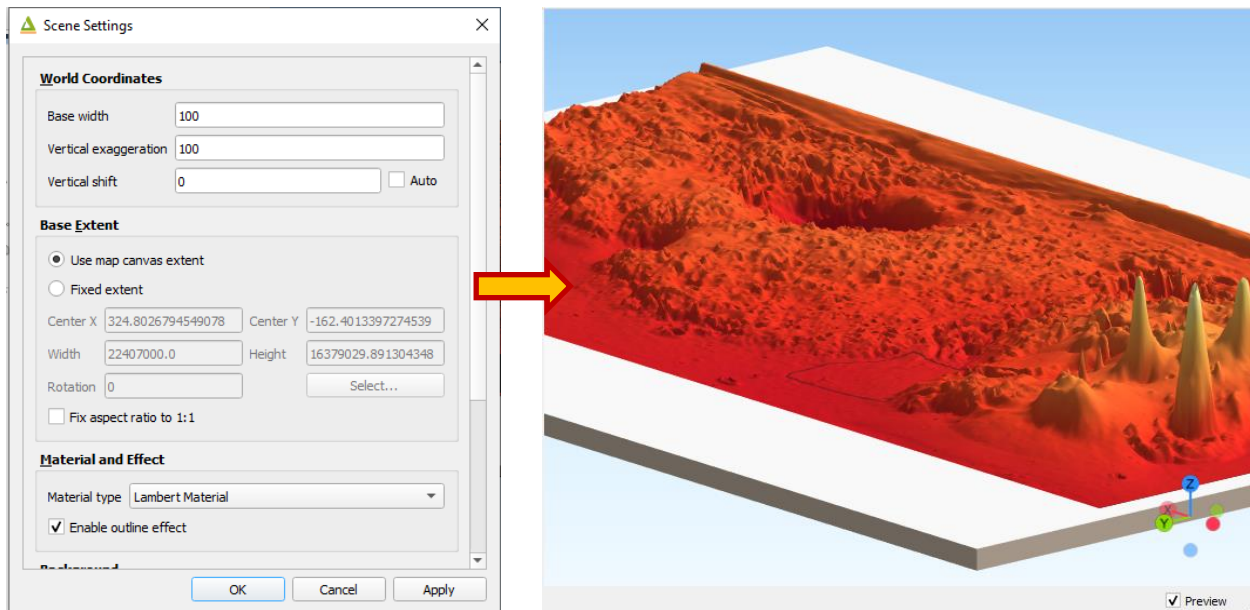 Scene Settings
World Coordinates
Base width 100
Vertical exaggeration 100
Vertical shift 0 Auto
Base Extent
Use map canvas extent
Fixed extent
Center X 324.8026794549078 Center Y -162.4013397274539
Width 22407000.0 Height 16379029.891304348
Rotation 0 Select...
Fix aspect ratio to 1:1
Material and Effect
Material type Lambert Material
Enable outline effect
Background
OK Cancel Apply
Z
X
Y
Preview